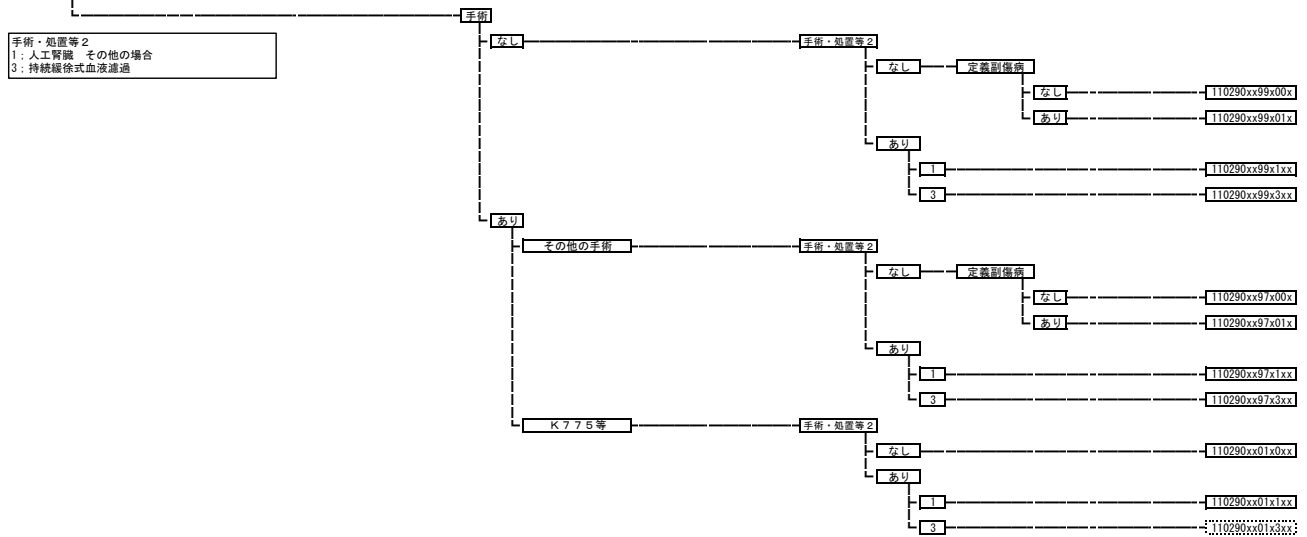 手術
手術・処置等2
1：人工腎臓　その他の場合
3：持続緩徐式血液濾過
なし 手術・処置等2
なし 定義副傷病
なし 110290xx99x00x
あり 110290xx99x01x
あり
1 110290xx99x1xx
3 110290xx99x3xx
あり
その他の手術 手術・処置等2
なし 定義副傷病
なし 110290xx97x00x
あり 110290xx97x01x
あり
1 110290xx97x1xx
3 110290xx97x3xx
K775等 手術・処置等2
なし 110290xx01x0xx
あり
1 110290xx01x1xx
3 110290xx01x3xx